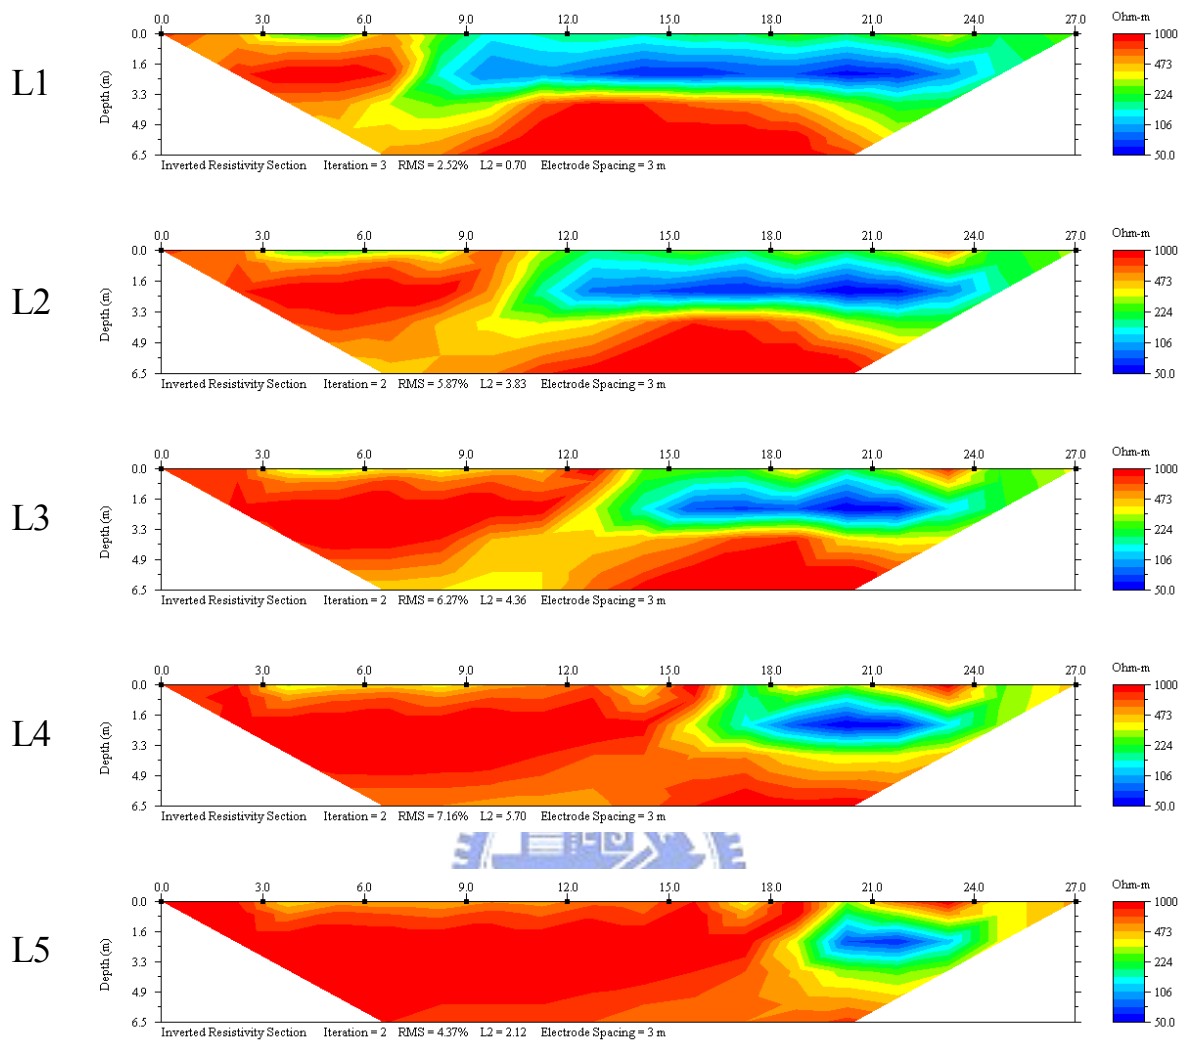 0.0 3.0 6.0 9.0 12.0 15.0 18.0 21.0 24.0 27.0 Ohm-m
L1
Depth (m)
0.0
1.6
3.3
4.9
6.5
1000
473
224
106
50.0
Inverted Resistivity Section Iteration = 3 RMS = 2.52% L2 = 0.70 Electrode Spacing = 3 m
0.0 3.0 6.0 9.0 12.0 15.0 18.0 21.0 24.0 27.0 Ohm-m
L2
Depth (m)
0.0
1.6
3.3
4.9
6.5
1000
473
224
106
50.0
Inverted Resistivity Section Iteration = 2 RMS = 5.87% L2 = 3.83 Electrode Spacing = 3 m
0.0 3.0 6.0 9.0 12.0 15.0 18.0 21.0 24.0 27.0 Ohm-m
L3
Depth (m)
0.0
1.6
3.3
4.9
6.5
1000
473
224
106
50.0
Inverted Resistivity Section Iteration = 2 RMS = 6.27% L2 = 4.36 Electrode Spacing = 3 m
0.0 3.0 6.0 9.0 12.0 15.0 18.0 21.0 24.0 27.0 Ohm-m
L4
Depth (m)
0.0
1.6
3.3
4.9
6.5
1000
473
224
106
50.0
Inverted Resistivity Section Iteration = 2 RMS = 7.16% L2 = 5.70 Electrode Spacing = 3 m
0.0 3.0 6.0 9.0 12.0 15.0 18.0 21.0 24.0 27.0 Ohm-m
L5
Depth (m)
0.0
1.6
3.3
4.9
6.5
1000
473
224
106
50.0
Inverted Resistivity Section Iteration = 2 RMS = 4.37% L2 = 2.12 Electrode Spacing = 3 m